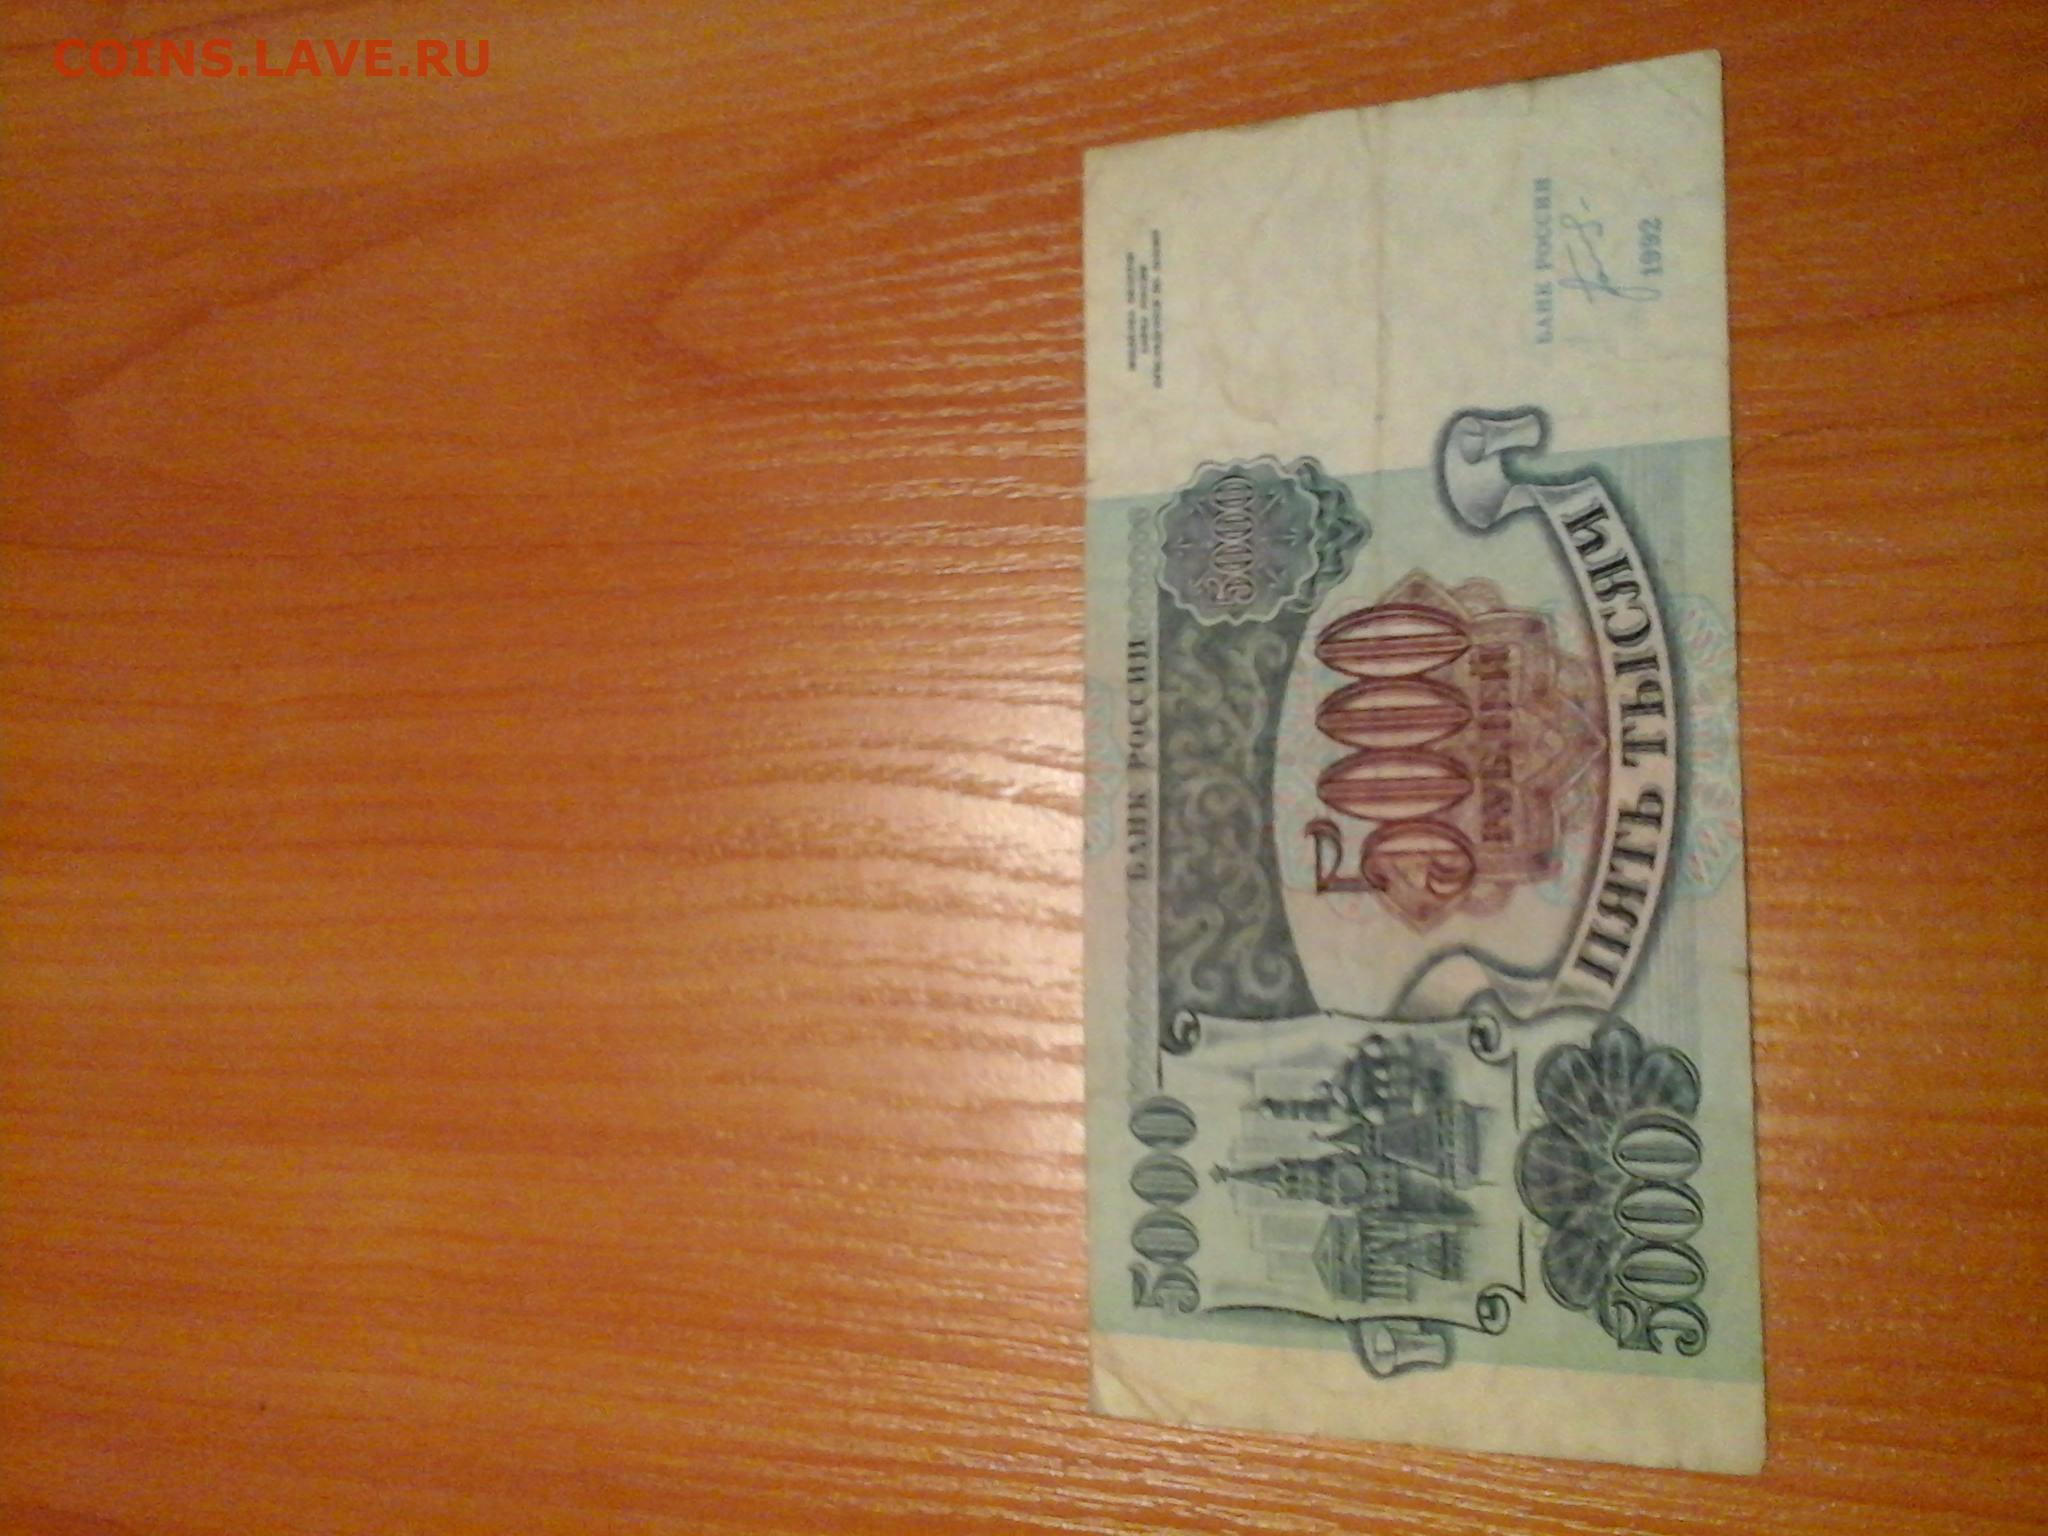 COINS.LAVE.RU
БАНК РОССИИ
5000
5000
5000
РУБЛЕЙ
ПЯТЬ ТЫСЯЧ
5000
БАНК РОССИИ
1992